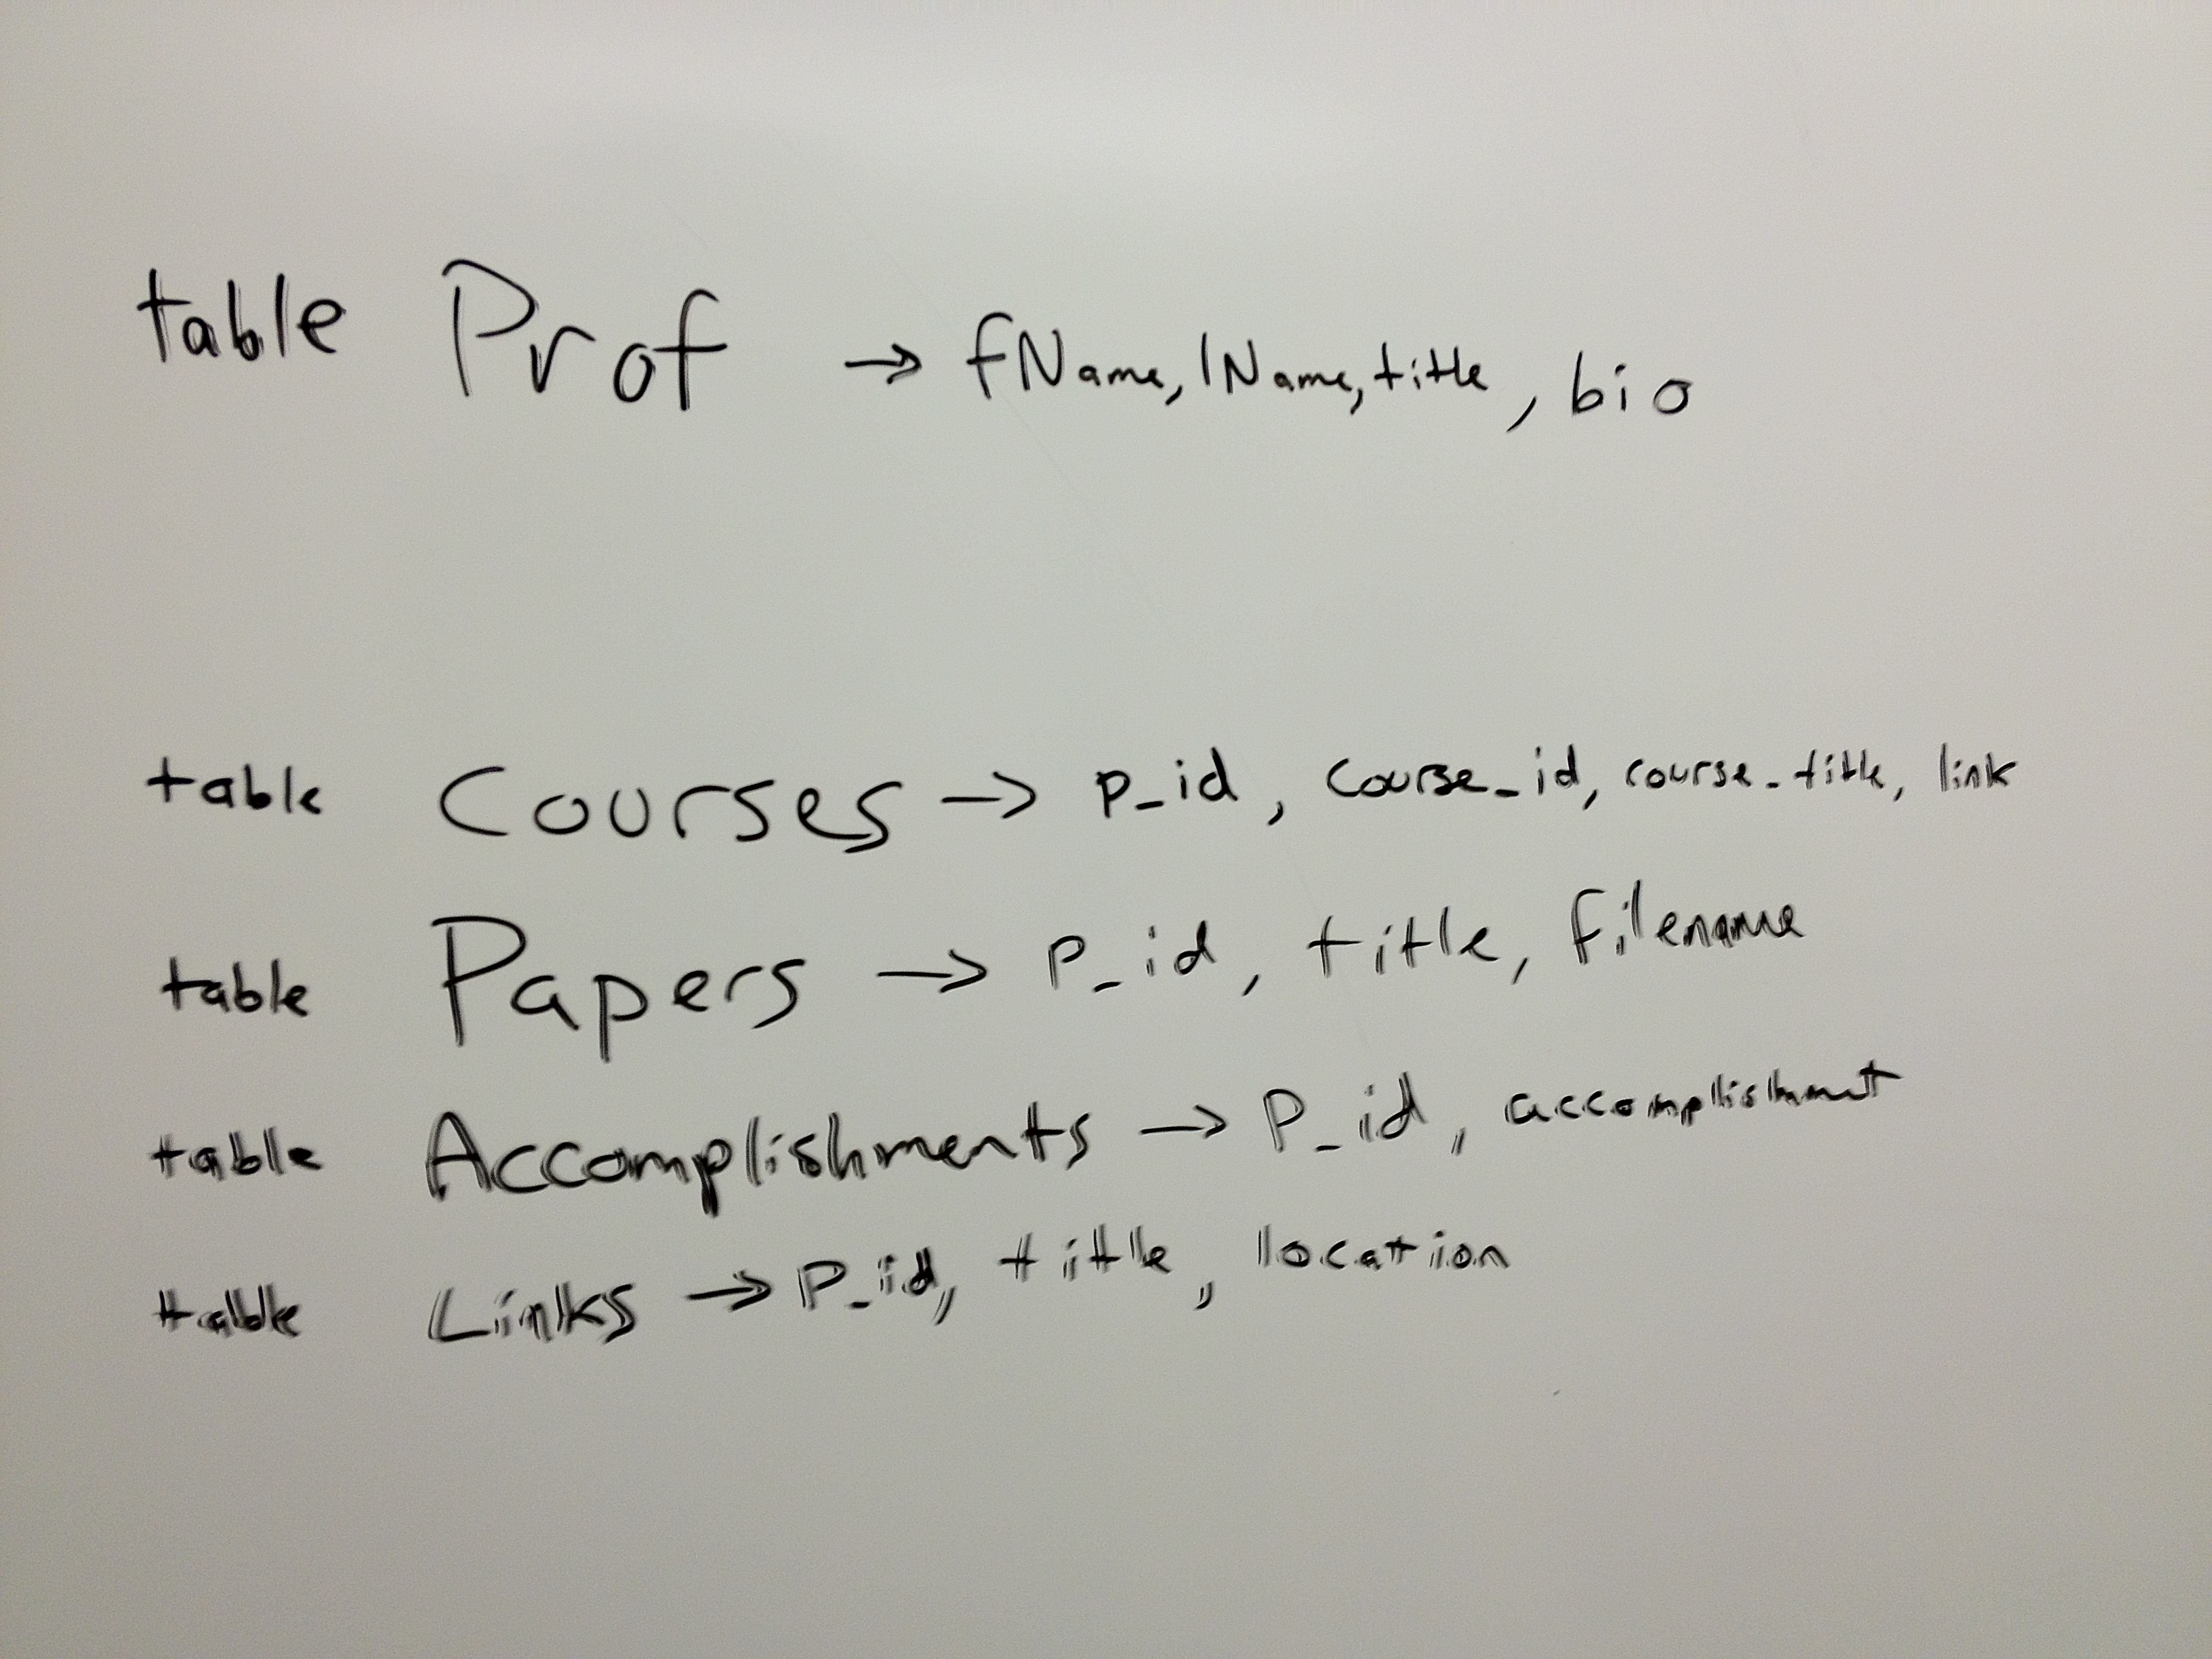 table Prof → fName, lName, title, bio
table Courses → p_id, course_id, course_title, link
table Papers → p_id, title, filename
table Accomplishments → p_id, accomplishment
table Links → p_id, title, location